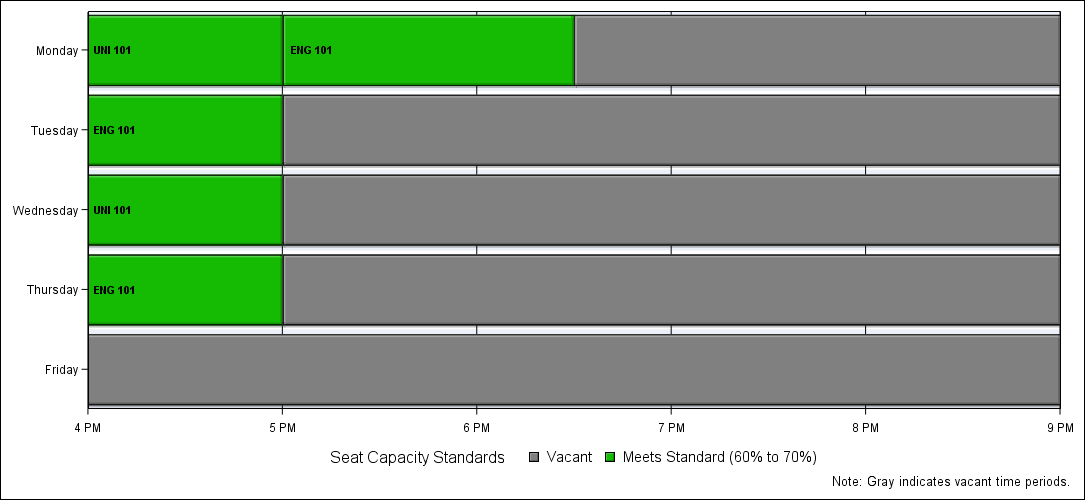 Monday
UNI 101
ENG 101
Tuesday
ENG 101
Wednesday
UNI 101
Thursday
ENG 101
Friday
4 PM 5 PM 6 PM 7 PM 8 PM 9 PM
Seat Capacity Standards Vacant Meets Standard (60% to 70%)
Note: Gray indicates vacant time periods.